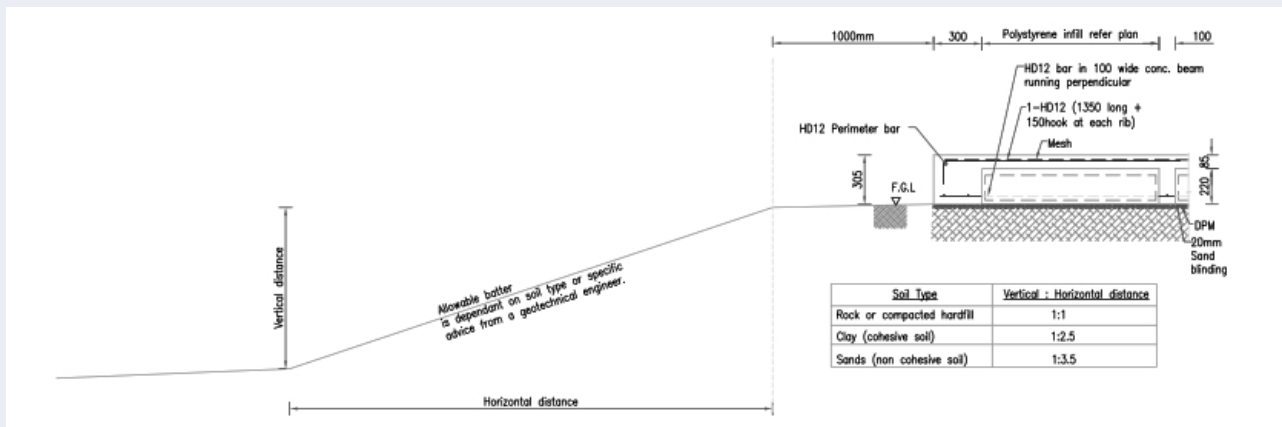 1000mm
300
Polystyrene infill refer plan
100
HD12 bar in 100 wide conc. beam
running perpendicular
1-HD12 (1350 long +
150hook at each rib)
HD12 Perimeter bar
Mesh
85
305
220
F.G.L
DPM
20mm
Sand
blinding
Vertical distance
Allowable batter
is dependant on soil type or specific
advice from a geotechnical engineer.
Horizontal distance
Soil Type Vertical : Horizontal distance
Rock or compacted hardfill 1:1
Clay (cohesive soil) 1:2.5
Sands (non cohesive soil) 1:3.5